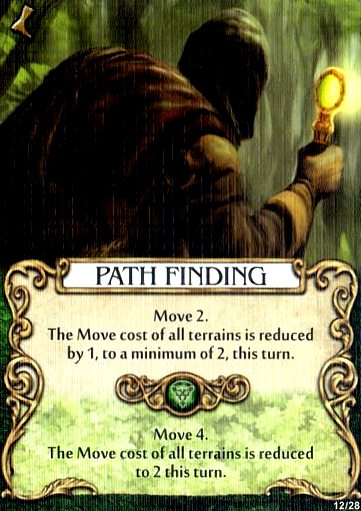 PATH FINDING
Move 2.
The Move cost of all terrains is reduced
by 1, to a minimum of 2, this turn.
Move 4.
The Move cost of all terrains is reduced
to 2 this turn.
12/28